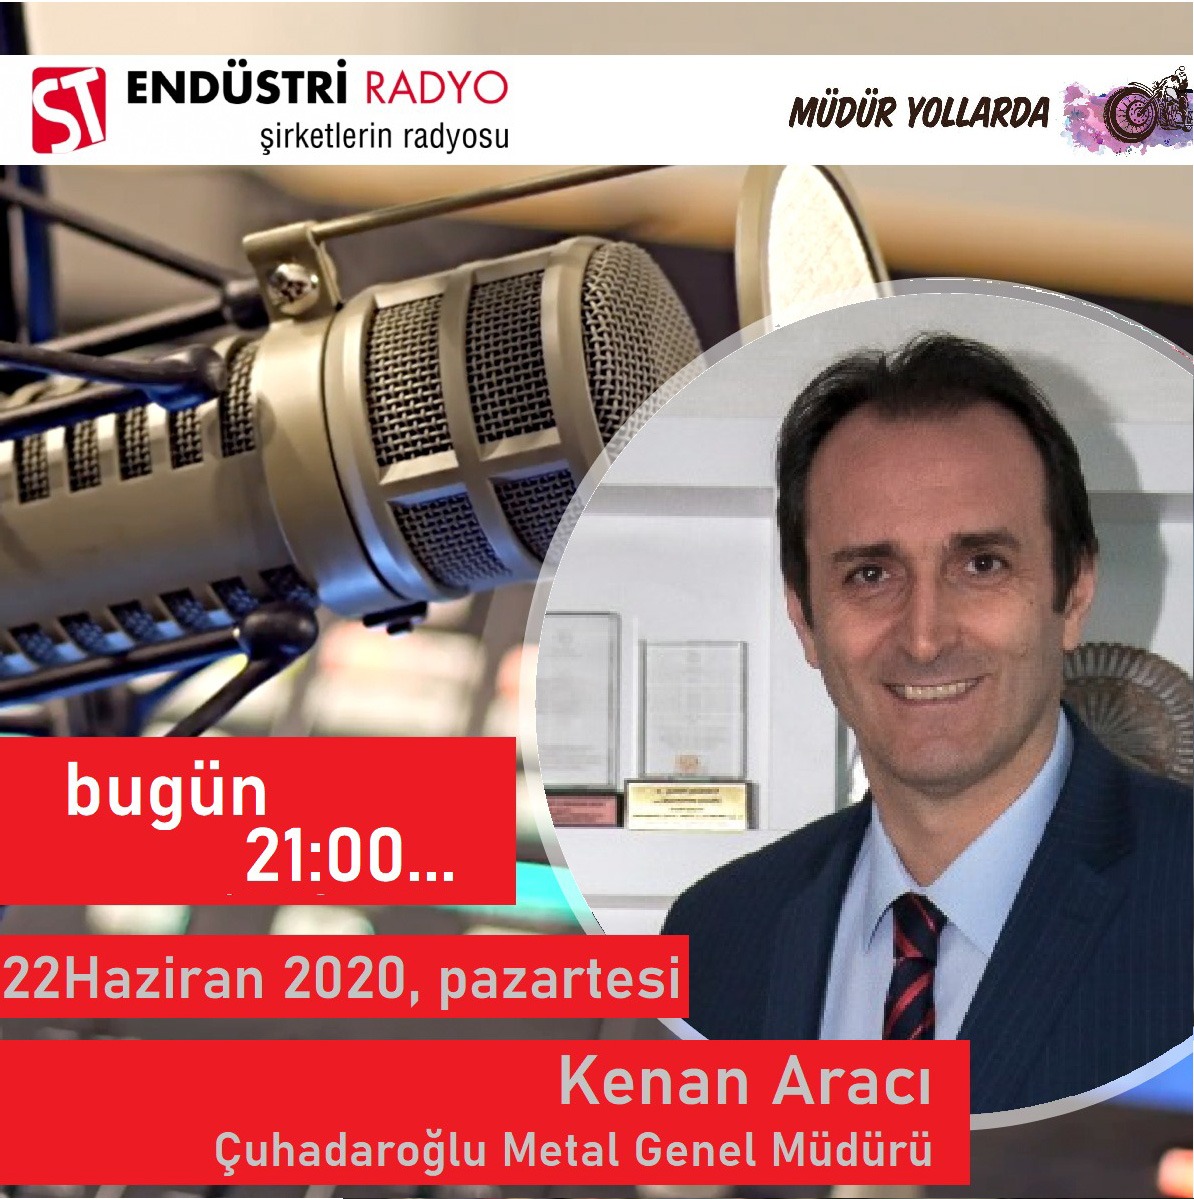 ST ENDÜSTRİ RADYO
şirketlerin radyosu
MÜDÜR YOLLARDA
bugün
21:00...
22Haziran 2020, pazartesi
Kenan Aracı
Çuhadaroğlu Metal Genel Müdürü